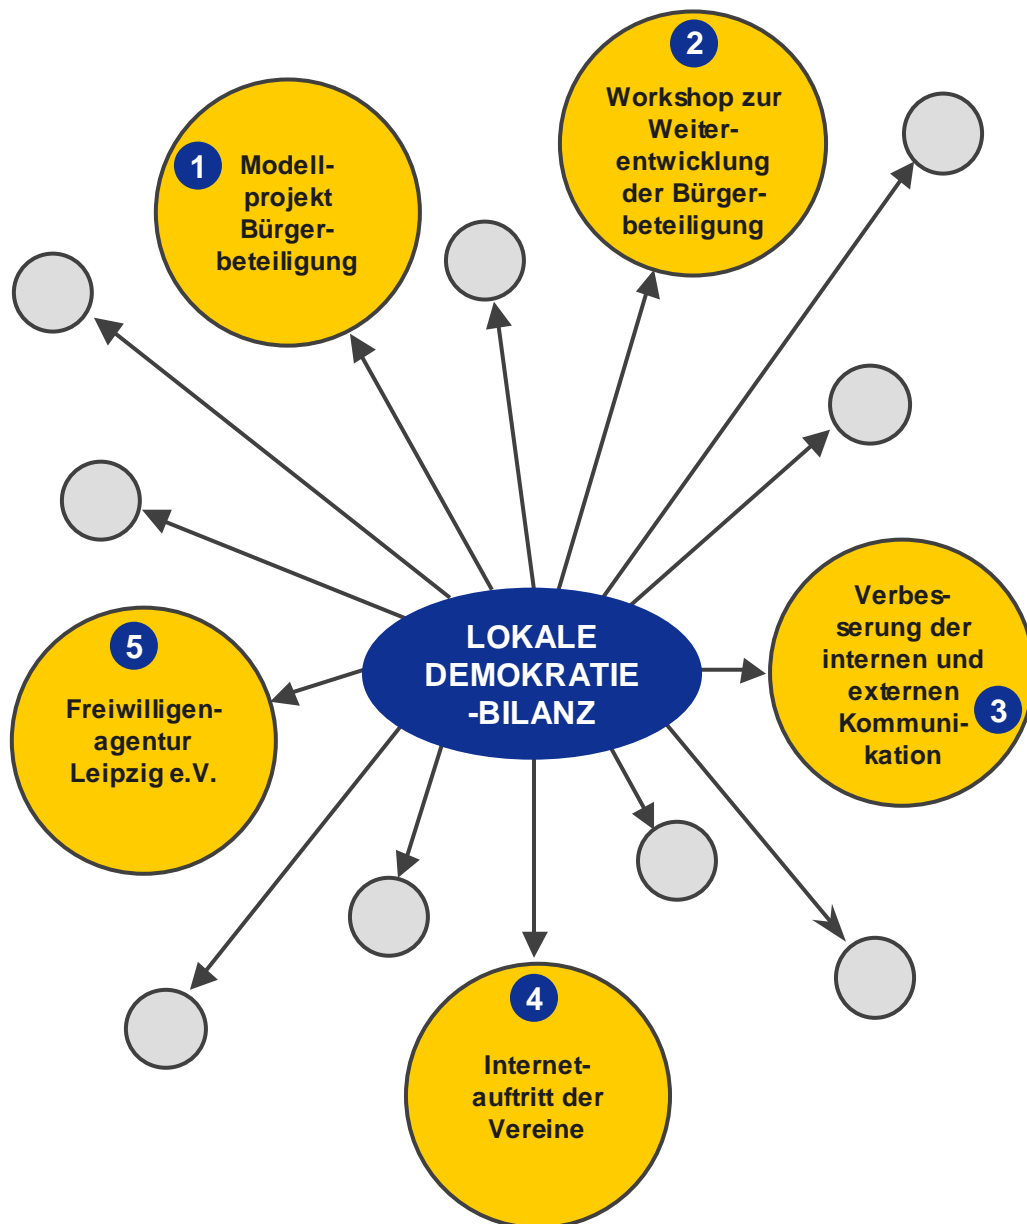 1
Modell-
projekt
Bürger-
beteiligung
2
Workshop zur
Weiter-
entwicklung
der Bürger-
beteiligung
LOKALE
DEMOKRATIE
-BILANZ
Verbes-
serung der
internen und
externen
Kommuni-
kation
3
5
Freiwilligen-
agentur
Leipzig e.V.
4
Internet-
auftritt der
Vereine